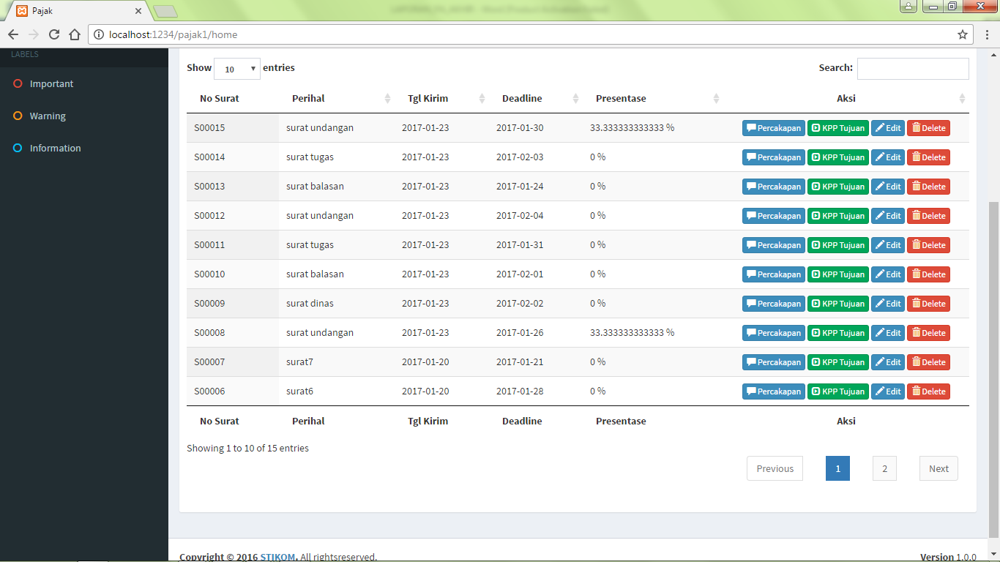 Pajak
localhost:1234/pajak1/home
LABELS
Important
Warning
Information
Show 10 entries
Search:
No Surat Perihal Tgl Kirim Deadline Presentase Aksi
S00015 surat undangan 2017-01-23 2017-01-30 33.333333333333 % Percakapan KPP Tujuan Edit Delete
S00014 surat tugas 2017-01-23 2017-02-03 0 % Percakapan KPP Tujuan Edit Delete
S00013 surat balasan 2017-01-23 2017-01-24 0 % Percakapan KPP Tujuan Edit Delete
S00012 surat undangan 2017-01-23 2017-02-04 0 % Percakapan KPP Tujuan Edit Delete
S00011 surat tugas 2017-01-23 2017-01-31 0 % Percakapan KPP Tujuan Edit Delete
S00010 surat balasan 2017-01-23 2017-02-01 0 % Percakapan KPP Tujuan Edit Delete
S00009 surat dinas 2017-01-23 2017-02-02 0 % Percakapan KPP Tujuan Edit Delete
S00008 surat undangan 2017-01-23 2017-01-26 33.333333333333 % Percakapan KPP Tujuan Edit Delete
S00007 surat7 2017-01-20 2017-01-21 0 % Percakapan KPP Tujuan Edit Delete
S00006 surat6 2017-01-20 2017-01-28 0 % Percakapan KPP Tujuan Edit Delete
No Surat Perihal Tgl Kirim Deadline Presentase Aksi
Showing 1 to 10 of 15 entries
Previous 1 2 Next
Copyright © 2016 STIKOM. All rightsreserved.
Version 1.0.0